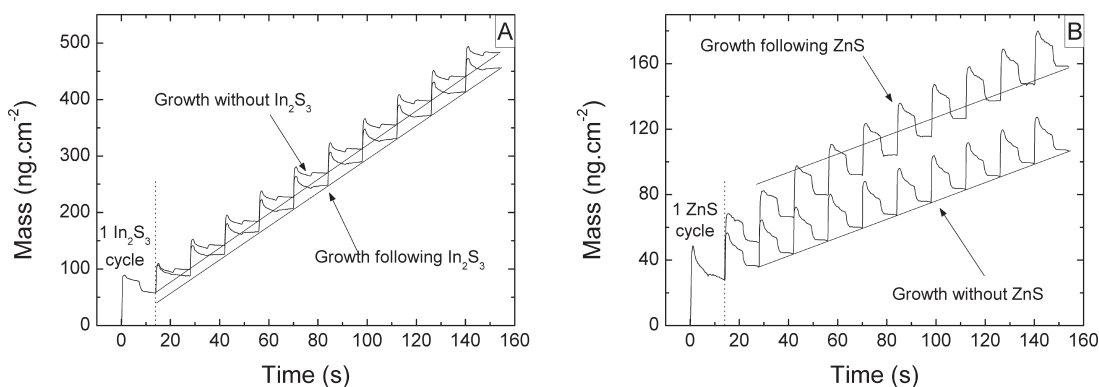 A
500
400
300
200
100
0
Mass (ng.cm⁻²)
Growth without In₂S₃
1 In₂S₃
cycle
Growth following In₂S₃
0 20 40 60 80 100 120 140 160
Time (s)
B
160
120
80
40
0
Mass (ng.cm⁻²)
Growth following ZnS
1 ZnS
cycle
Growth without ZnS
0 20 40 60 80 100 120 140 160
Time (s)